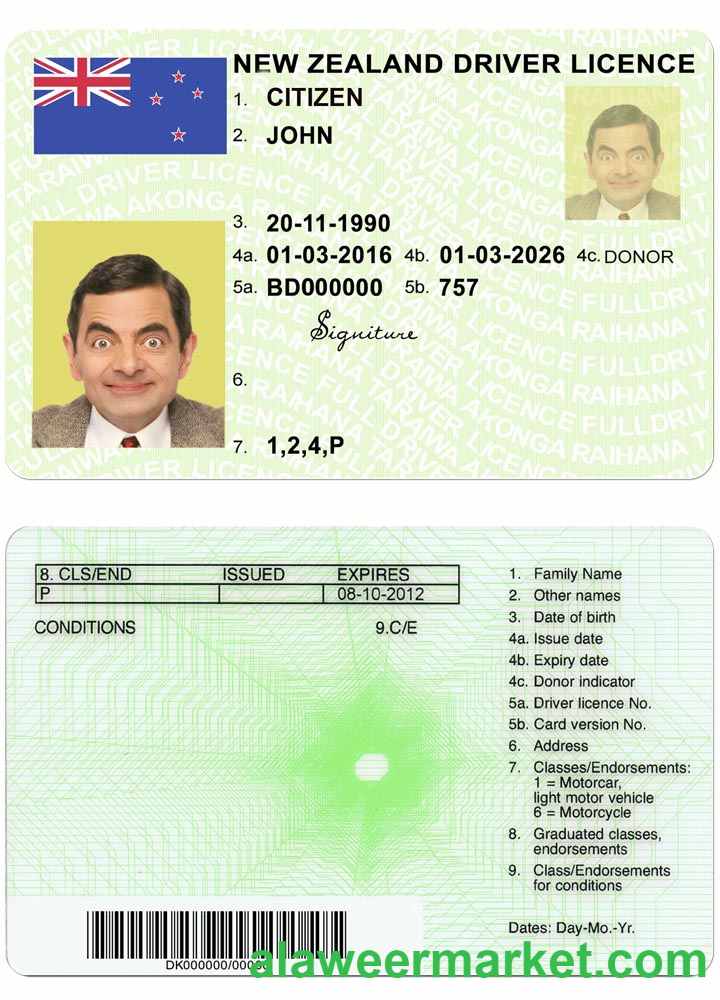 NEW ZEALAND DRIVER LICENCE
1. CITIZEN
2. JOHN
3. 20-11-1990
4a. 01-03-2016 4b. 01-03-2026 4c. DONOR
5a. BD000000 5b. 757
Signiture
6.
7. 1,2,4,P
8. CLS/END ISSUED EXPIRES
P 08-10-2012
CONDITIONS 9.C/E
1. Family Name
2. Other names
3. Date of birth
4a. Issue date
4b. Expiry date
4c. Donor indicator
5a. Driver licence No.
5b. Card version No.
6. Address
7. Classes/Endorsements:
1 = Motorcar,
light motor vehicle
6 = Motorcycle
8. Graduated classes,
endorsements
9. Class/Endorsements
for conditions
Dates: Day-Mo.-Yr.
alaweermarket.com